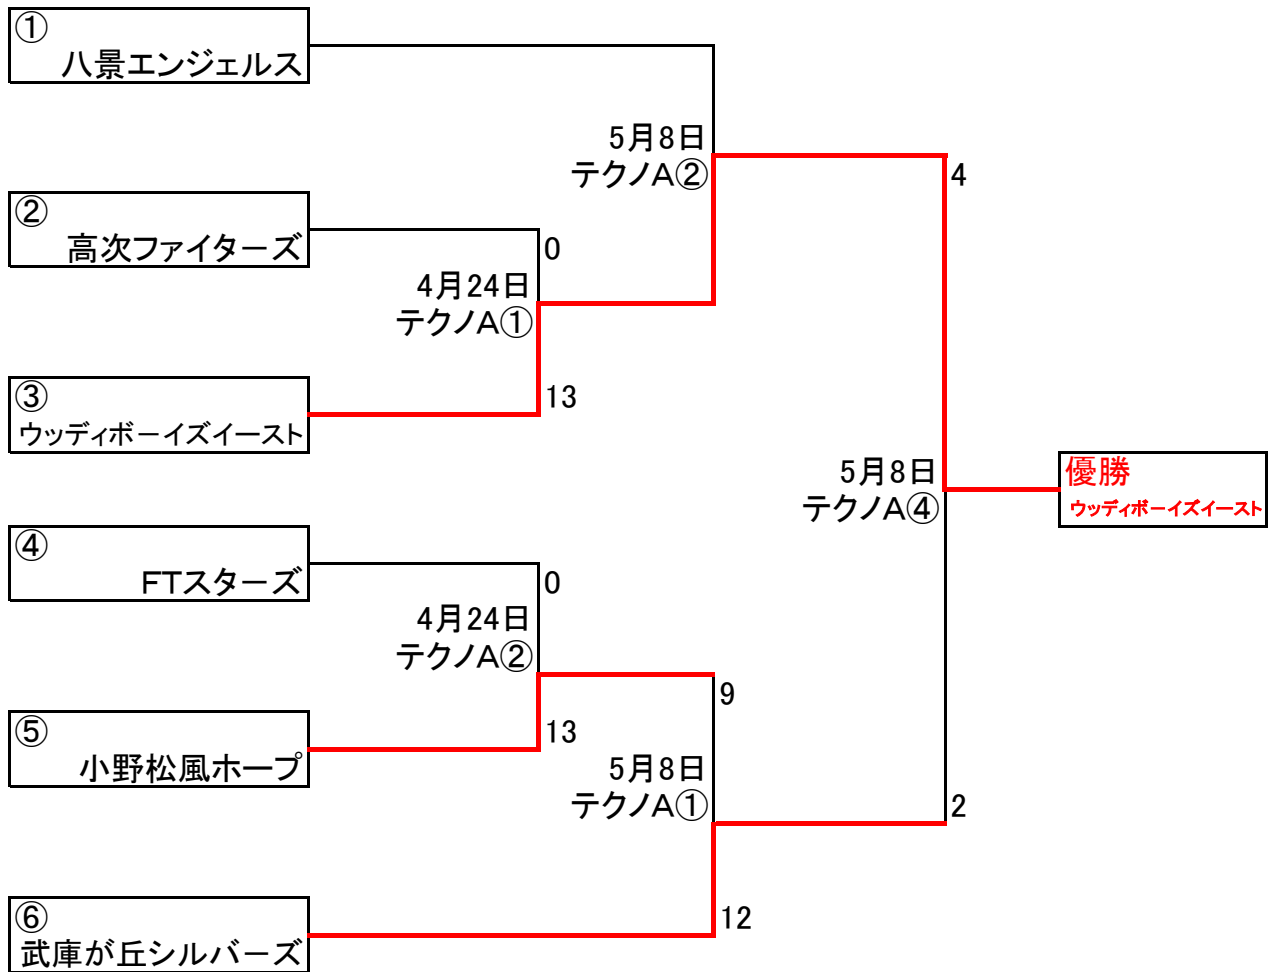 ①
八景エンジェルス
5月8日
テクノA②
4
②
高次ファイターズ
0
4月24日
テクノA①
③
ウッディボーイズイースト
13
5月8日
テクノA④
優勝
ウッディボーイズイースト
④
FTスターズ
0
4月24日
テクノA②
9
⑤
小野松風ホープ
13
5月8日
テクノA①
2
⑥
武庫が丘シルバーズ
12